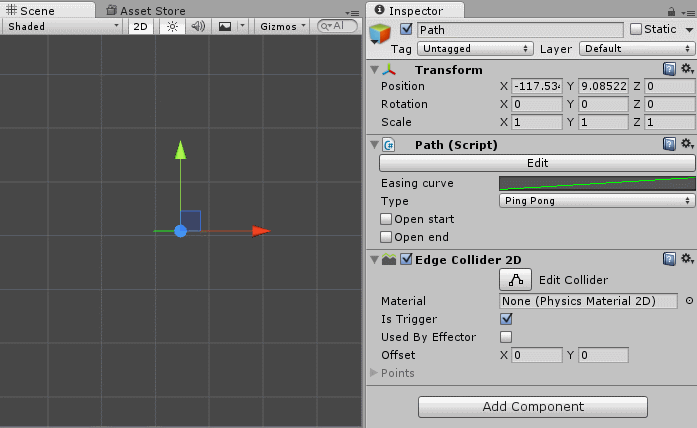 Scene Asset Store
Shaded 2D Gizmos Al
Inspector
Path Static
Tag Untagged Layer Default
Transform
Position X -117.534 Y 9.08522 Z 0
Rotation X 0 Y 0 Z 0
Scale X 1 Y 1 Z 1
Path (Script)
Edit
Easing curve
Type Ping Pong
Open start
Open end
Edge Collider 2D
Edit Collider
Material None (Physics Material 2D)
Is Trigger
Used By Effector
Offset X 0 Y 0
Points
Add Component